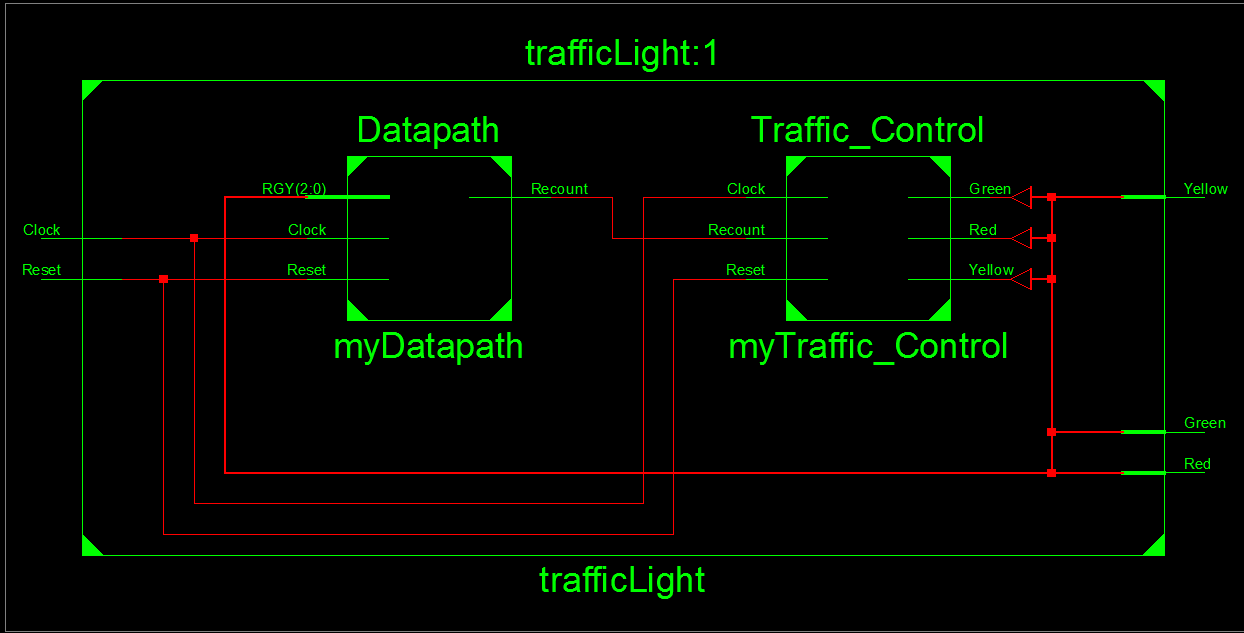 trafficLight:1
Datapath
Traffic_Control
RGY(2:0)
Recount
Clock
Green
Yellow
Clock
Clock
Recount
Red
Reset
Reset
Reset
Yellow
myDatapath
myTraffic_Control
Green
Red
trafficLight